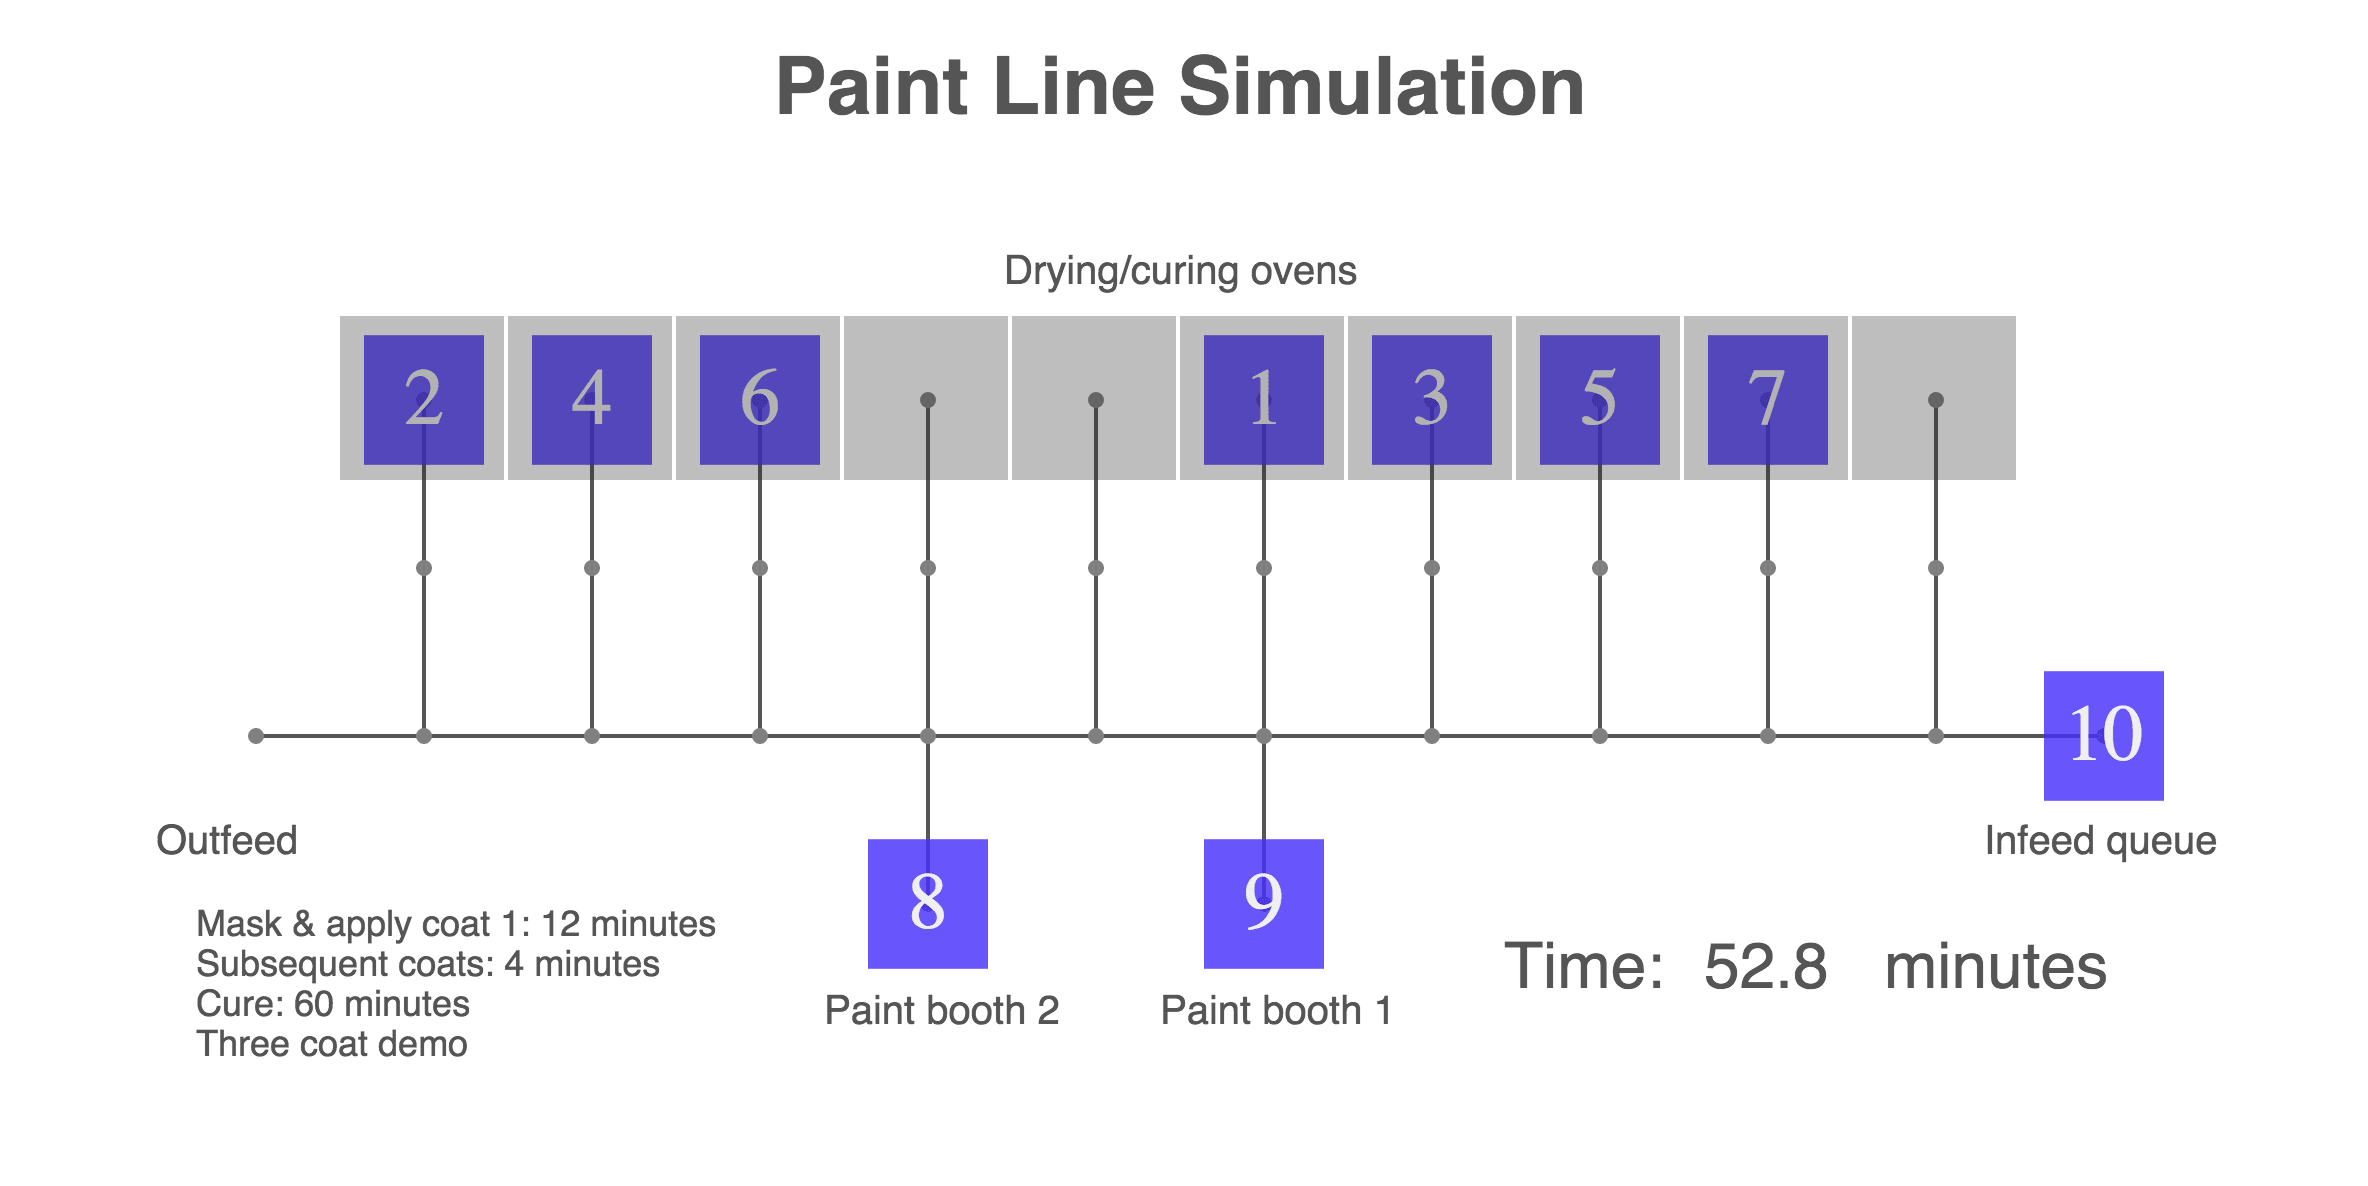 Paint Line Simulation
Drying/curing ovens
2 4 6 1 3 5 7
10
Outfeed
Infeed queue
8 9
Mask & apply coat 1: 12 minutes
Subsequent coats: 4 minutes
Cure: 60 minutes
Three coat demo
Paint booth 2
Paint booth 1
Time: 52.8 minutes